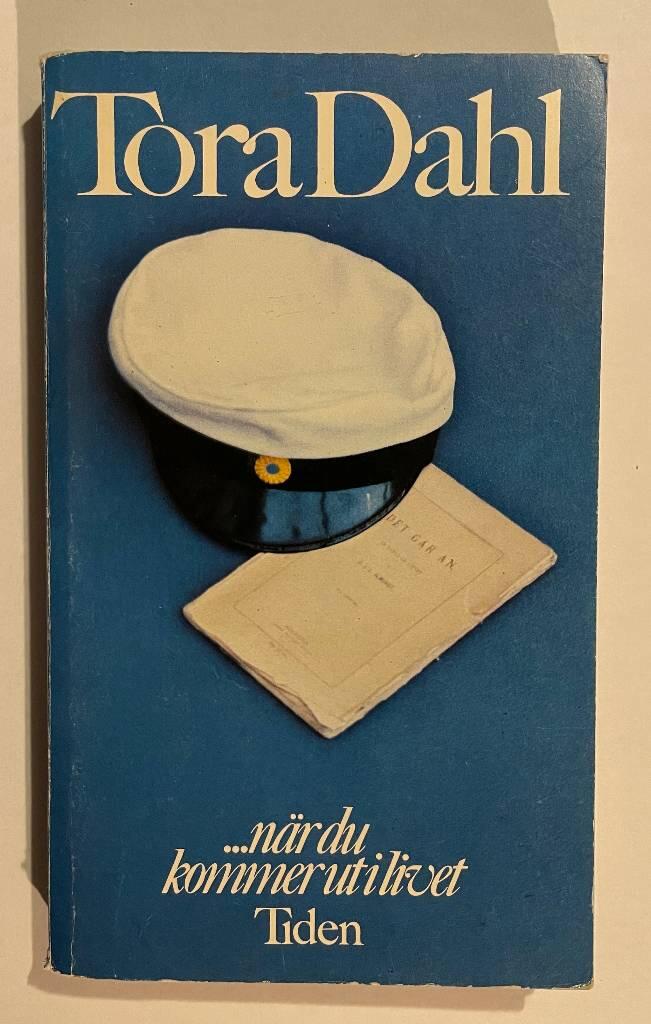 Tora Dahl
DET GÅR AN
...när du
kommer ut i livet
Tiden